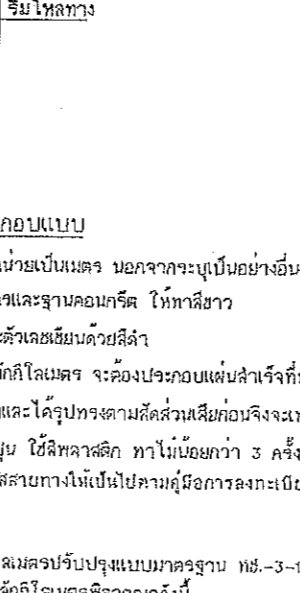 ริมไหล่ทาง
กอบแบบ
น่วยเป็นเมตร นอกจากระบุเป็นอย่างอื่น
และฐานคอนกรีต ให้ทาสีขาว
ตัวเลขเขียนด้วยสีดำ
กิโลเมตร จะต้องประกอบแผ่นสำเร็จที่
และได้รูปทรงตามสัดส่วนเสียก่อนจึงจะเ
ใช้สีพลาสติก ทาไม่น้อยกว่า 3 ครั้ง
สายทางให้เป็นไปตามคู่มือการลงทะเบีย
ลเมตรปรับปรุงแบบมาตรฐาน ทช.-3-1